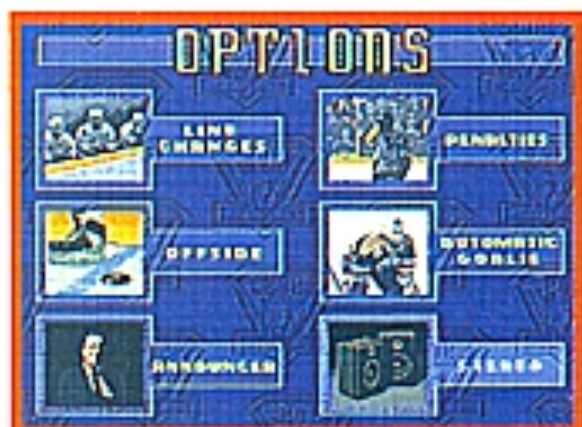 OPTIONS
LINE
CHANGES
PENALTIES
OFFSIDE
AUTOMATIC
GOALIE
ANNOUNCER
STEREO